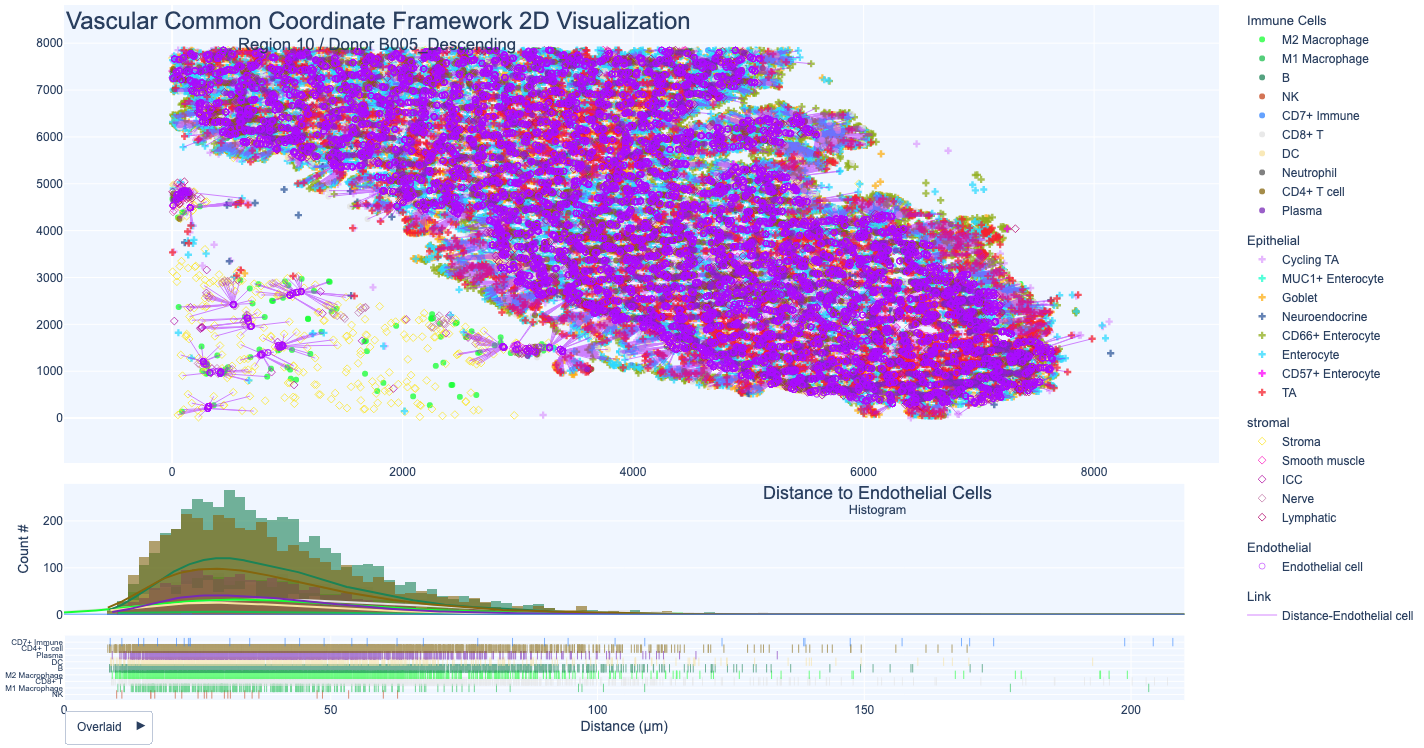 Vascular Common Coordinate Framework 2D Visualization
Region 10 / Donor B005_Descending
8000
7000
6000
5000
4000
3000
2000
1000
0
0
2000
4000
6000
8000
Immune Cells
M2 Macrophage
M1 Macrophage
B
NK
CD7+ Immune
CD8+ T
DC
Neutrophil
CD4+ T cell
Plasma
Epithelial
Cycling TA
MUC1+ Enterocyte
Goblet
Neuroendocrine
CD66+ Enterocyte
Enterocyte
CD57+ Enterocyte
TA
stromal
Stroma
Smooth muscle
ICC
Nerve
Lymphatic
Endothelial
Endothelial cell
Link
Distance-Endothelial cell
Distance to Endothelial Cells
Histogram
Count #
200
100
0
CD7+ Immune
CD4+ T cell
Plasma
DC
B
M2 Macrophage
CD8+ T
M1 Macrophage
NK
0
50
100
150
200
Distance (μm)
Overlaid ►